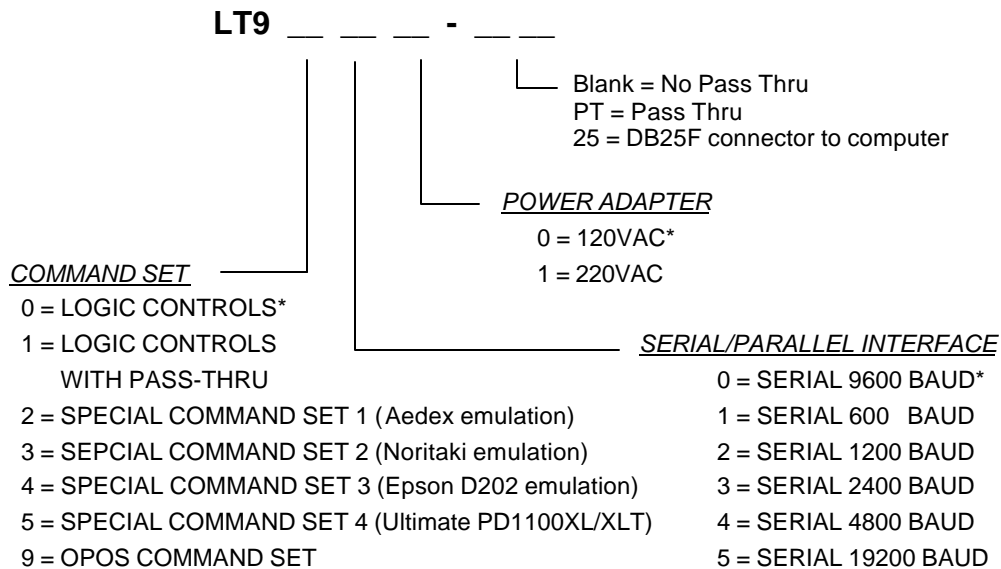 LT9 __ __ __ - __ __
Blank = No Pass Thru
PT = Pass Thru
25 = DB25F connector to computer
POWER ADAPTER
0 = 120VAC*
1 = 220VAC
COMMAND SET
0 = LOGIC CONTROLS*
1 = LOGIC CONTROLS
WITH PASS-THRU
2 = SPECIAL COMMAND SET 1 (Aedex emulation)
3 = SEPCIAL COMMAND SET 2 (Noritaki emulation)
4 = SPECIAL COMMAND SET 3 (Epson D202 emulation)
5 = SPECIAL COMMAND SET 4 (Ultimate PD1100XL/XLT)
9 = OPOS COMMAND SET
SERIAL/PARALLEL INTERFACE
0 = SERIAL 9600 BAUD*
1 = SERIAL 600 BAUD
2 = SERIAL 1200 BAUD
3 = SERIAL 2400 BAUD
4 = SERIAL 4800 BAUD
5 = SERIAL 19200 BAUD